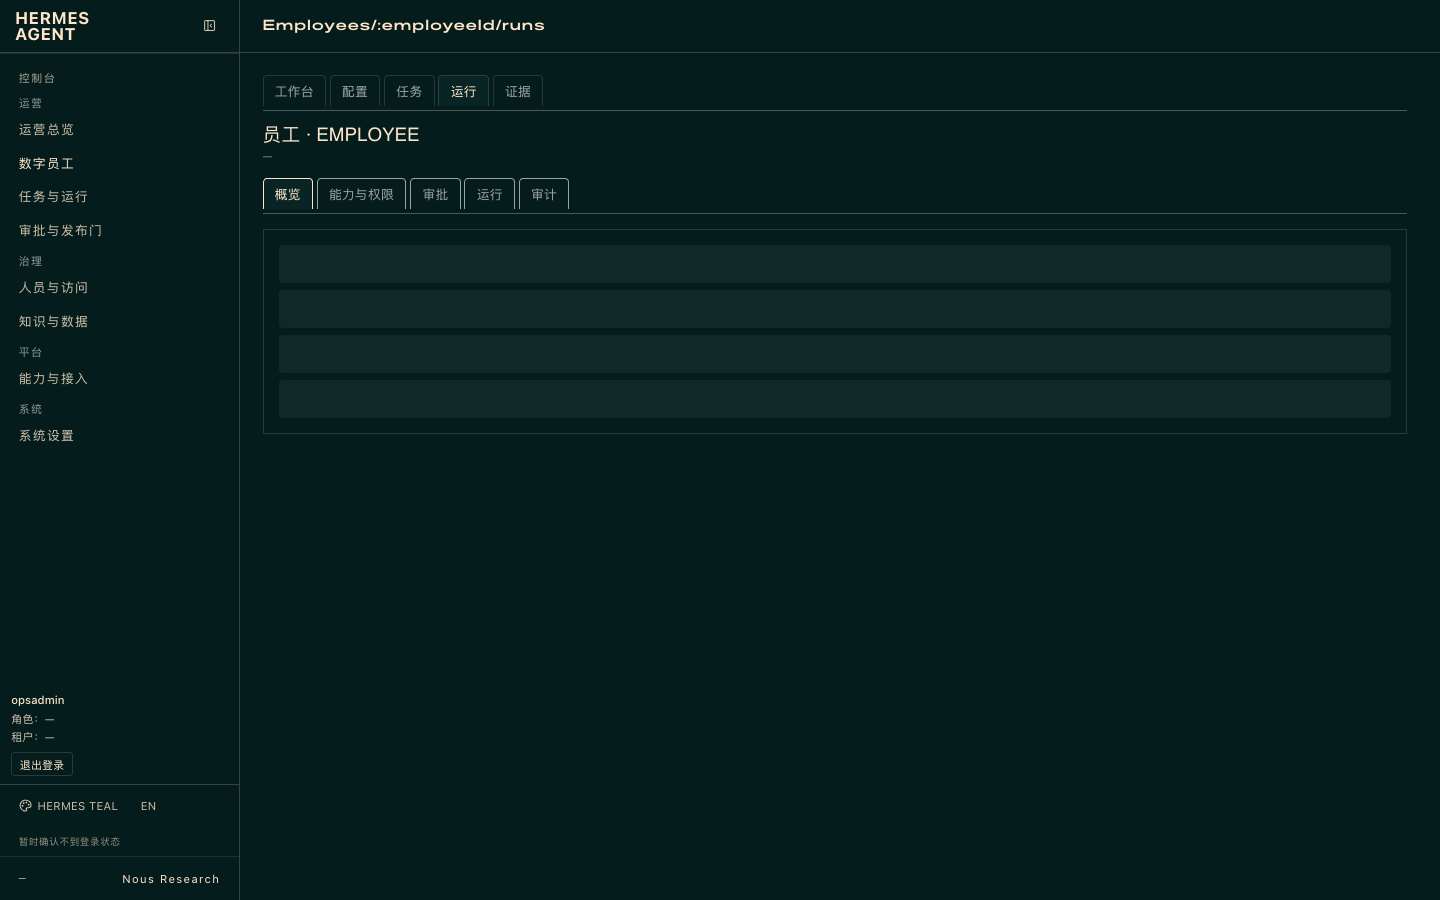 HERMES
AGENT
Employees/:employeeId/runs
控制台
运营
运营总览
数字员工
任务与运行
审批与发布门
治理
人员与访问
知识与数据
平台
能力与接入
系统
系统设置
工作台 配置 任务 运行 证据
员工 · EMPLOYEE
—
概览 能力与权限 审批 运行 审计
opsadmin
角色: —
租户: —
退出登录
HERMES TEAL EN
暂时确认不到登录状态
— Nous Research